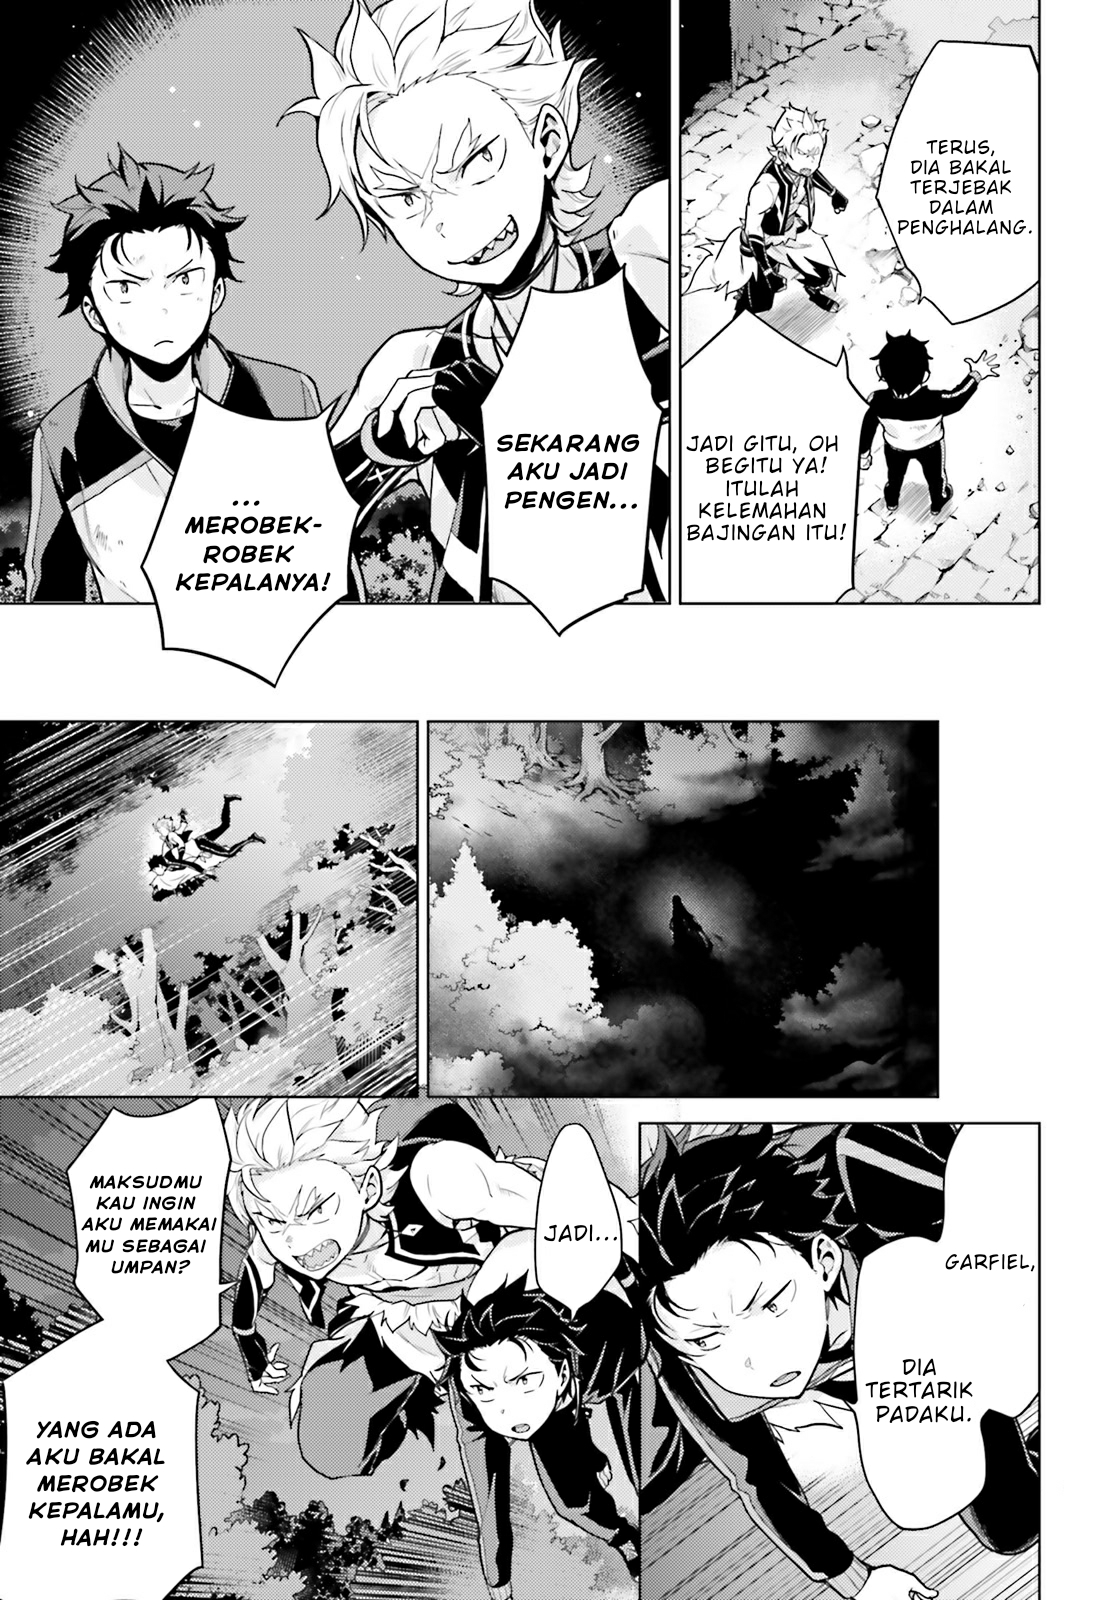 TERUS,
DIA BAKAL
TERJEBAK
DALAM
PENGHALANG.
JADI GITU, OH
BEGITU YA!
ITULAH
KELEMAHAN
BAJINGAN ITU!
SEKARANG
AKU JADI
PENGEN...
...
MEROBEK-
ROBEK
KEPALANYA!
GARFIEL,
DIA
TERTARIK
PADAKU.
JADI...
MAKSUDMU
KAU INGIN
AKU MEMAKAI
MU SEBAGAI
UMPAN?
YANG ADA
AKU BAKAL
MEROBEK
KEPALAMU,
HAH!!!